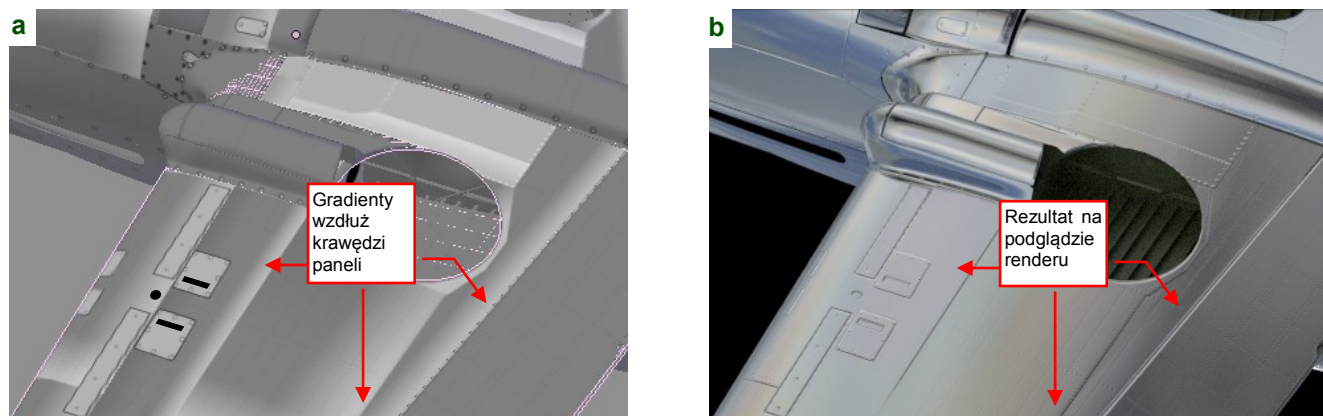 a
Gradienty
wzdłuż
krawędzi
paneli
b
Rezultat na
podglądzie
renderu